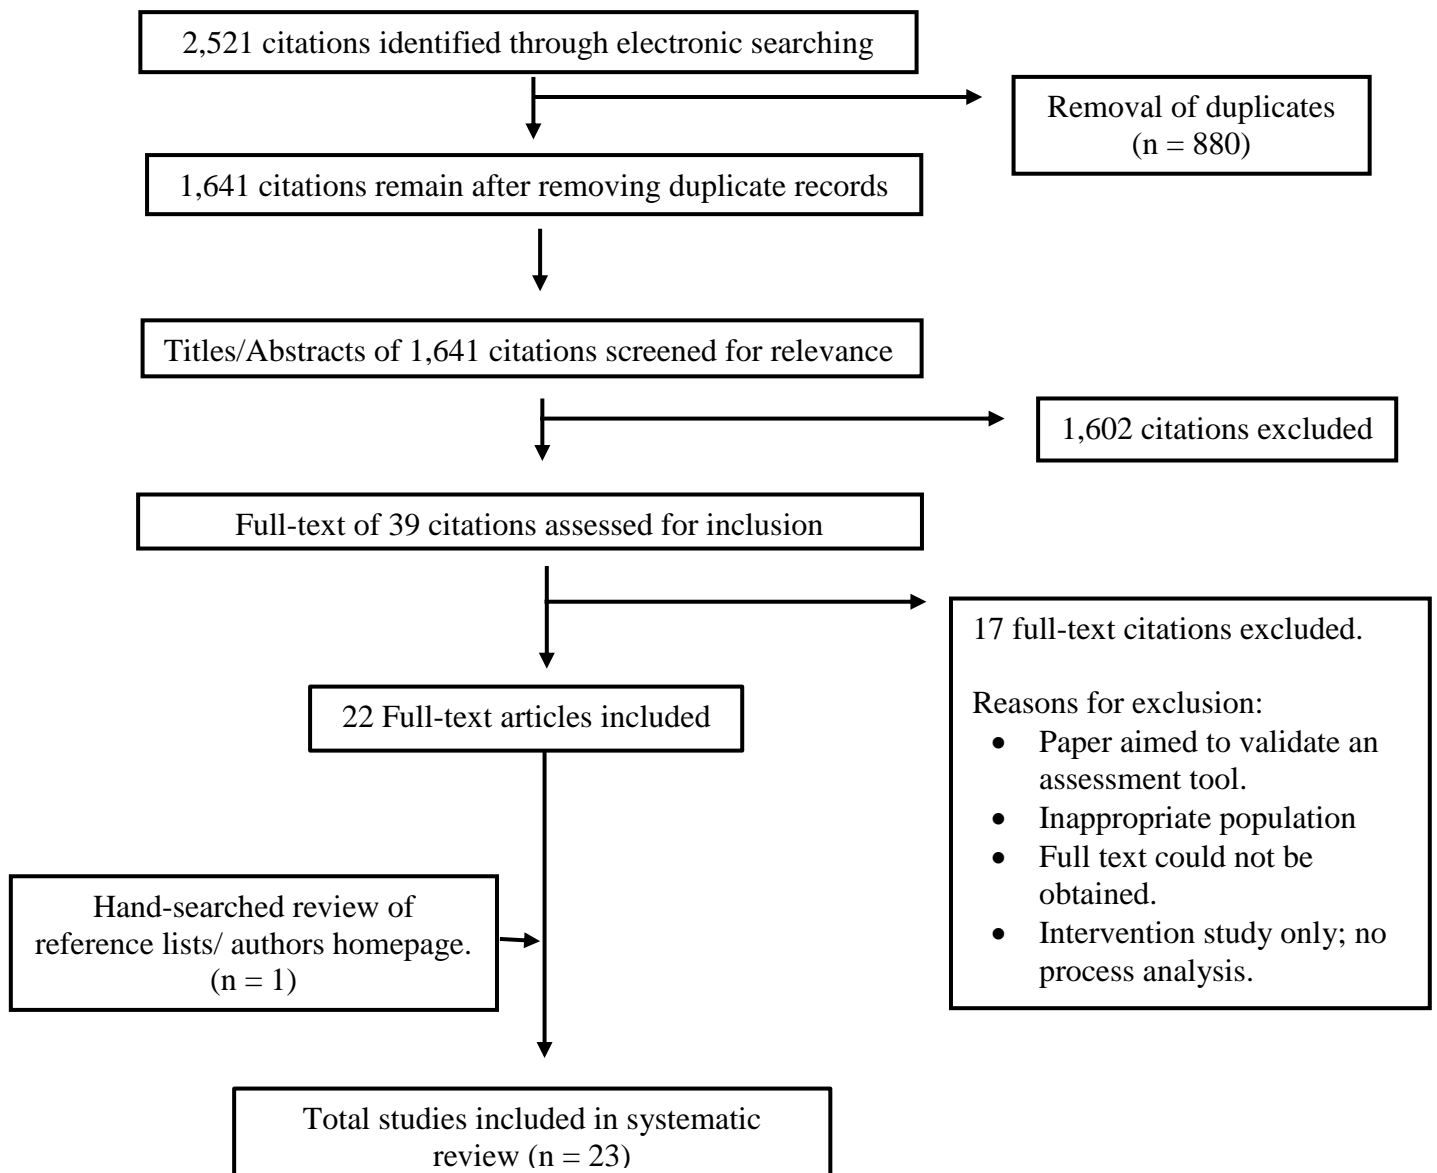 2,521 citations identified through electronic searching
Removal of duplicates
(n = 880)
1,641 citations remain after removing duplicate records
Titles/Abstracts of 1,641 citations screened for relevance
1,602 citations excluded
Full-text of 39 citations assessed for inclusion
17 full-text citations excluded.
Reasons for exclusion:
• Paper aimed to validate an
assessment tool.
• Inappropriate population
• Full text could not be
obtained.
• Intervention study only; no
process analysis.
22 Full-text articles included
Hand-searched review of
reference lists/ authors homepage.
(n = 1)
Total studies included in systematic
review (n = 23)